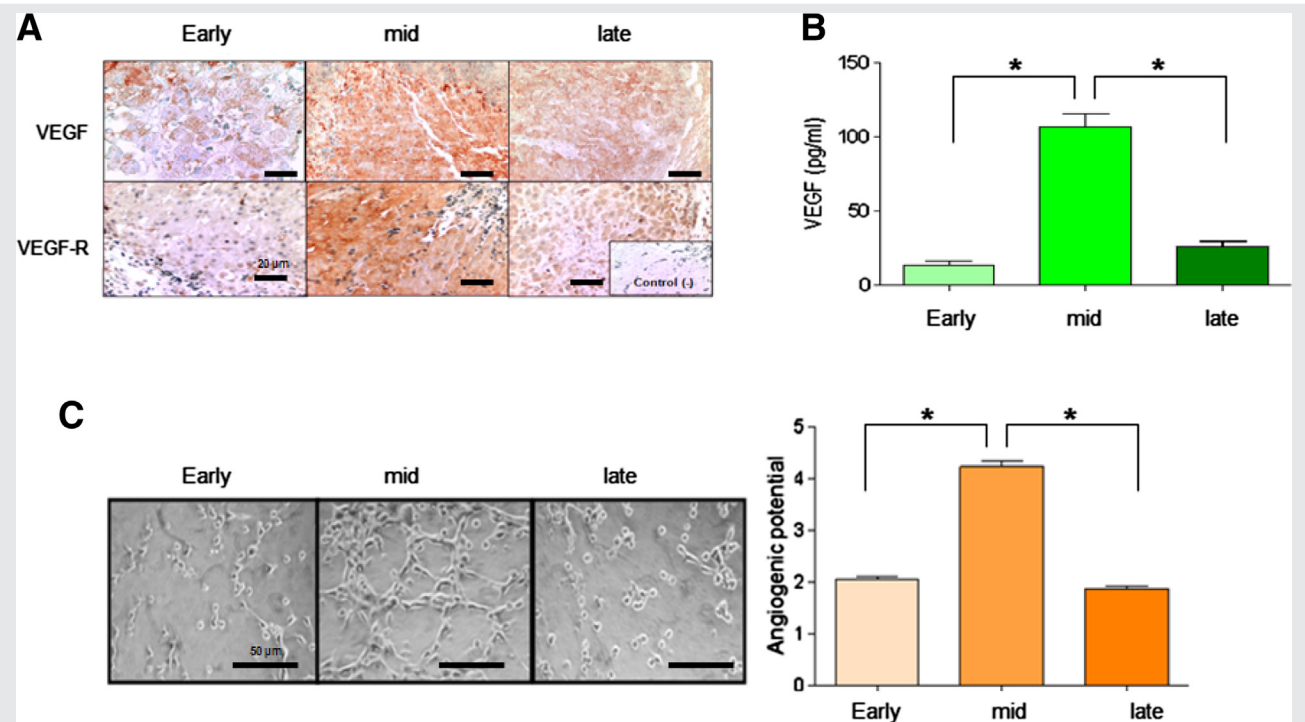 A
Early mid late
VEGF
VEGF-R
20 µm
Control (-)
B
* *
VEGF (pg/ml)
150
100
50
0
Early mid late
C
Early mid late
50 µm
* *
Angiogenic potential
5
4
3
2
1
0
Early mid late